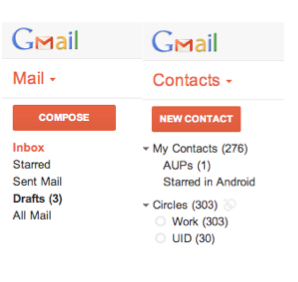 Gmail
Mail
COMPOSE
Inbox
Starred
Sent Mail
Drafts (3)
All Mail
Gmail
Contacts
NEW CONTACT
My Contacts (276)
AUPs (1)
Starred in Android
Circles (303)
Work (303)
UID (30)